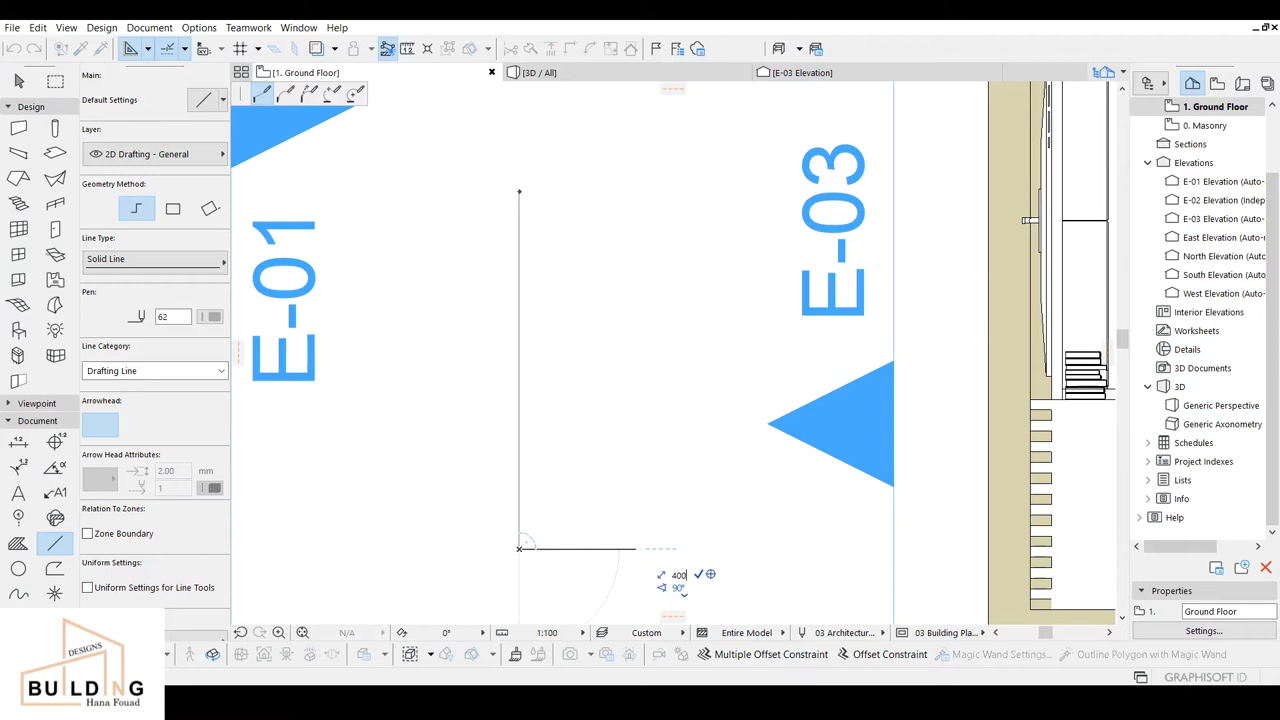 File Edit View Design Document Options Teamwork Window Help
[1. Ground Floor] [3D / All] [E-03 Elevation]
Main:
Default Settings
Design
Layer:
2D Drafting - General
Geometry Method:
Line Type:
Solid Line
Pen:
62
Line Category:
Drafting Line
Arrowhead:
Viewpoint
Document
Arrow Head Attributes:
2.00 mm
1
Relation To Zones:
Zone Boundary
Uniform Settings:
Uniform Settings for Line Tools
E-01
E-03
400
90°
1. Ground Floor
0. Masonry
Sections
Elevations
E-01 Elevation (Auto-
E-02 Elevation (Indep
E-03 Elevation (Auto-
East Elevation (Auto-
North Elevation (Auto-
South Elevation (Auto-
West Elevation (Auto-
Interior Elevations
Worksheets
Details
3D Documents
3D
Generic Perspective
Generic Axonometry
Schedules
Project Indexes
Lists
Info
Help
Properties
1. Ground Floor
Settings...
N/A 0° 1:100 Custom Entire Model 03 Architectur... 03 Building Pla...
Multiple Offset Constraint Offset Constraint Magic Wand Settings... Outline Polygon with Magic Wand
GRAPHISOFT ID
DESIGNS
BUILDING
Hana Fouad